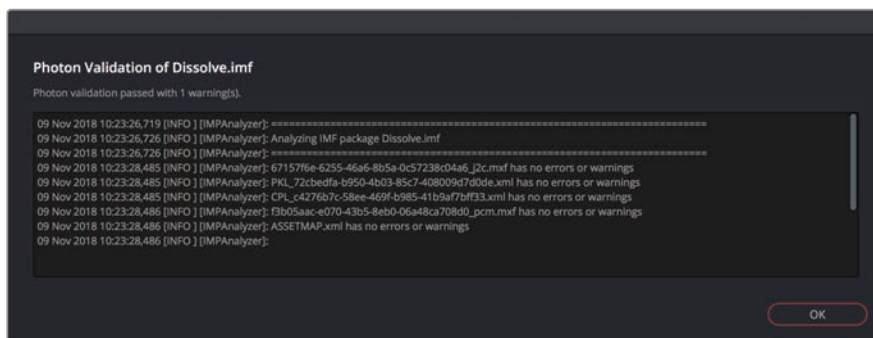 Photon Validation of Dissolve.imf
Photon validation passed with 1 warning(s).
09 Nov 2018 10:23:26,719 [INFO ] [IMPAnalyzer]: ==========================================================================
09 Nov 2018 10:23:26,726 [INFO ] [IMPAnalyzer]: Analyzing IMF package Dissolve.imf
09 Nov 2018 10:23:26,726 [INFO ] [IMPAnalyzer]: ==========================================================================
09 Nov 2018 10:23:28,485 [INFO ] [IMPAnalyzer]: 67157f6e-6255-46a6-8b5a-0c57238c04a6_j2c.mxf has no errors or warnings
09 Nov 2018 10:23:28,485 [INFO ] [IMPAnalyzer]: PKL_72cbedfa-b950-4b03-85c7-408009d7d0de.xml has no errors or warnings
09 Nov 2018 10:23:28,485 [INFO ] [IMPAnalyzer]: CPL_c4276b7c-58ee-469f-b985-41b9af7bff33.xml has no errors or warnings
09 Nov 2018 10:23:28,486 [INFO ] [IMPAnalyzer]: f3b05aac-e070-43b5-8eb0-06a48ca708d0_pcm.mxf has no errors or warnings
09 Nov 2018 10:23:28,486 [INFO ] [IMPAnalyzer]: ASSETMAP.xml has no errors or warnings
09 Nov 2018 10:23:28,486 [INFO ] [IMPAnalyzer]:
OK